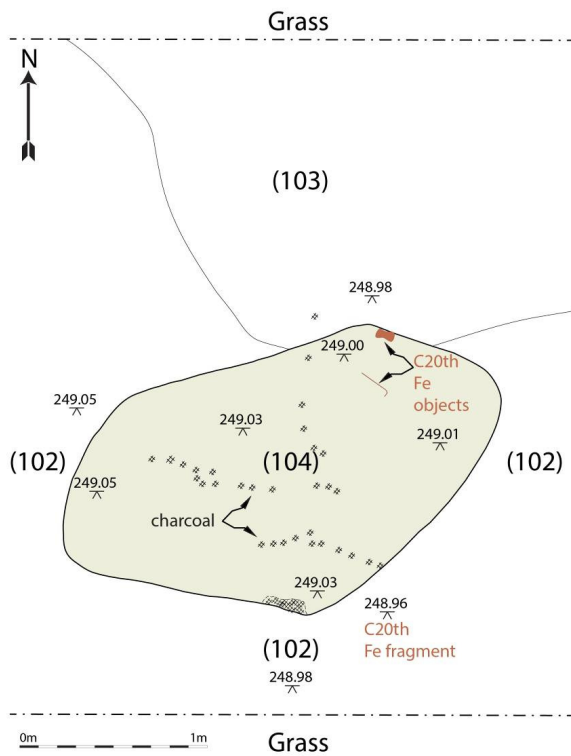 Grass
N
(103)
248.98
249.00
C20th
Fe
objects
249.05
249.03
249.01
(102)
(104)
(102)
249.05
charcoal
249.03
248.96
C20th
Fe fragment
(102)
248.98
0m
1m
Grass